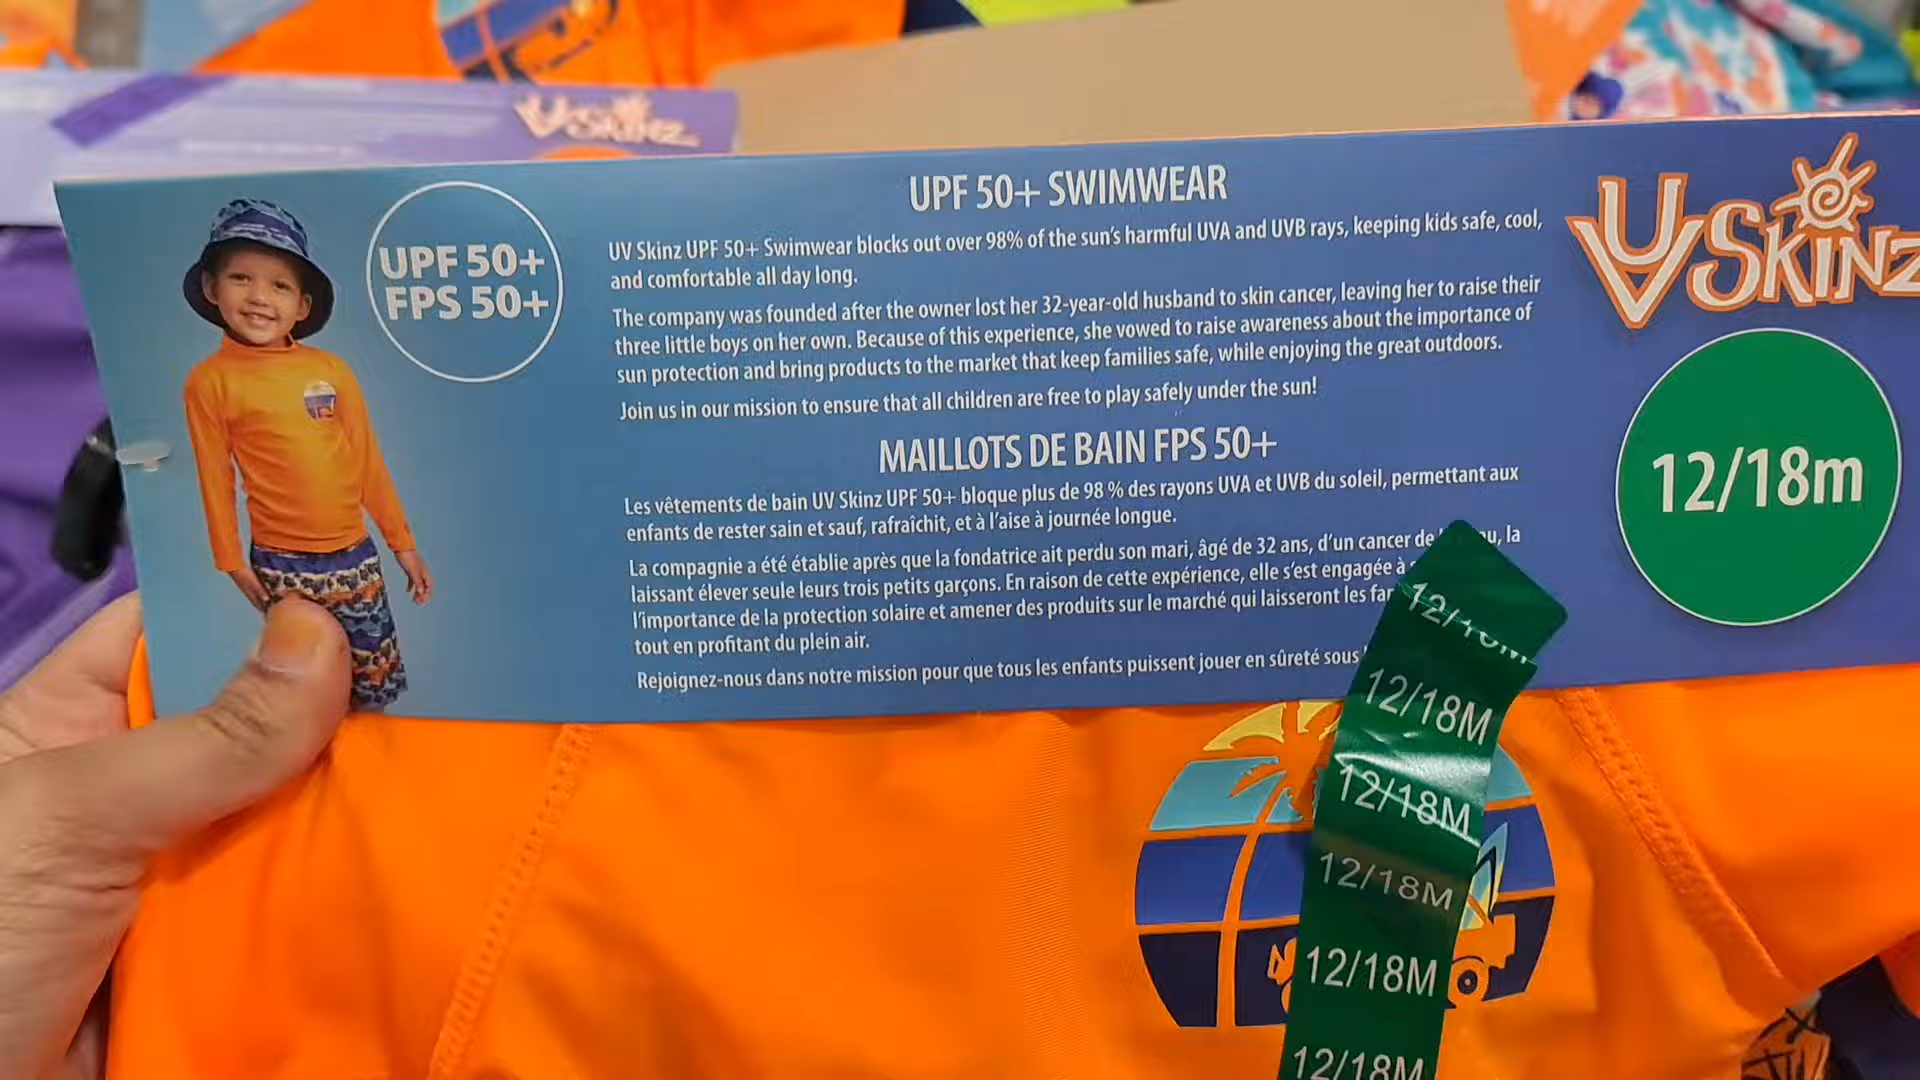 UV SKINZ
UPF 50+
FPS 50+
UPF 50+ SWIMWEAR
UV Skinz UPF 50+ Swimwear blocks out over 98% of the sun's harmful UVA and UVB rays, keeping kids safe, cool,
and comfortable all day long.
The company was founded after the owner lost her 32-year-old husband to skin cancer, leaving her to raise their
three little boys on her own. Because of this experience, she vowed to raise awareness about the importance of
sun protection and bring products to the market that keep families safe, while enjoying the great outdoors.
Join us in our mission to ensure that all children are free to play safely under the sun!
MAILLOTS DE BAIN FPS 50+
Les vêtements de bain UV Skinz UPF 50+ bloque plus de 98 % des rayons UVA et UVB du soleil, permettant aux
enfants de rester sain et sauf, rafraîchit, et à l'aise à journée longue.
La compagnie a été établie après que la fondatrice ait perdu son mari, âgé de 32 ans, d'un cancer de la
laissant élever seule leurs trois petits garçons. En raison de cette expérience, elle s'est engagée à
l'importance de la protection solaire et amener des produits sur le marché qui laisseront les
tout en profitant du plein air.
Rejoignez-nous dans notre mission pour que tous les enfants puissent jouer en sûreté sous
UV SKINZ
12/18m
12/18M
12/18M
12/18M
12/18M
12/18M